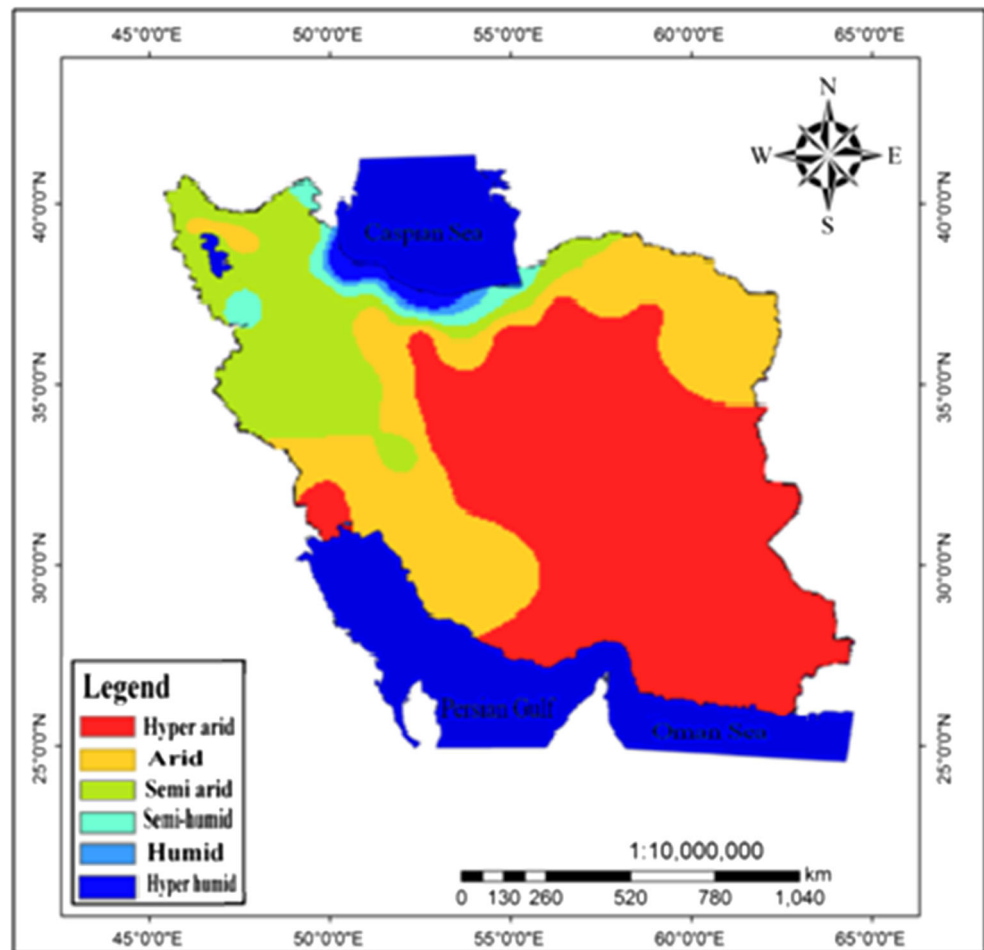 45°0'0"E 50°0'0"E 55°0'0"E 60°0'0"E 65°0'0"E
N
W E
S
40°0'0"N 40°0'0"N
Caspian Sea
35°0'0"N 35°0'0"N
30°0'0"N 30°0'0"N
Legend
Hyper arid
Arid
Semi arid
Semi-humid
Humid
Hyper humid
Persian Gulf
Oman Sea
25°0'0"N 25°0'0"N
1:10,000,000
km
0 130 260 520 780 1,040
45°0'0"E 50°0'0"E 55°0'0"E 60°0'0"E 65°0'0"E